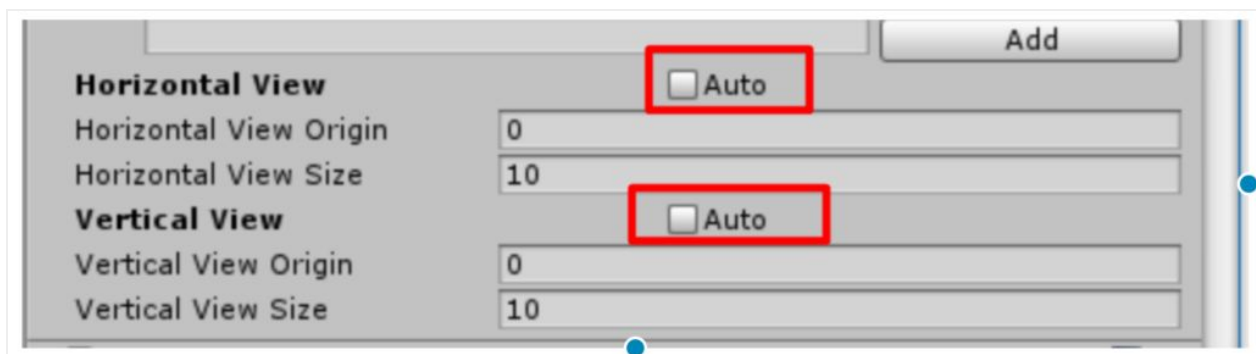 Add
Horizontal View Auto
Horizontal View Origin 0
Horizontal View Size 10
Vertical View Auto
Vertical View Origin 0
Vertical View Size 10